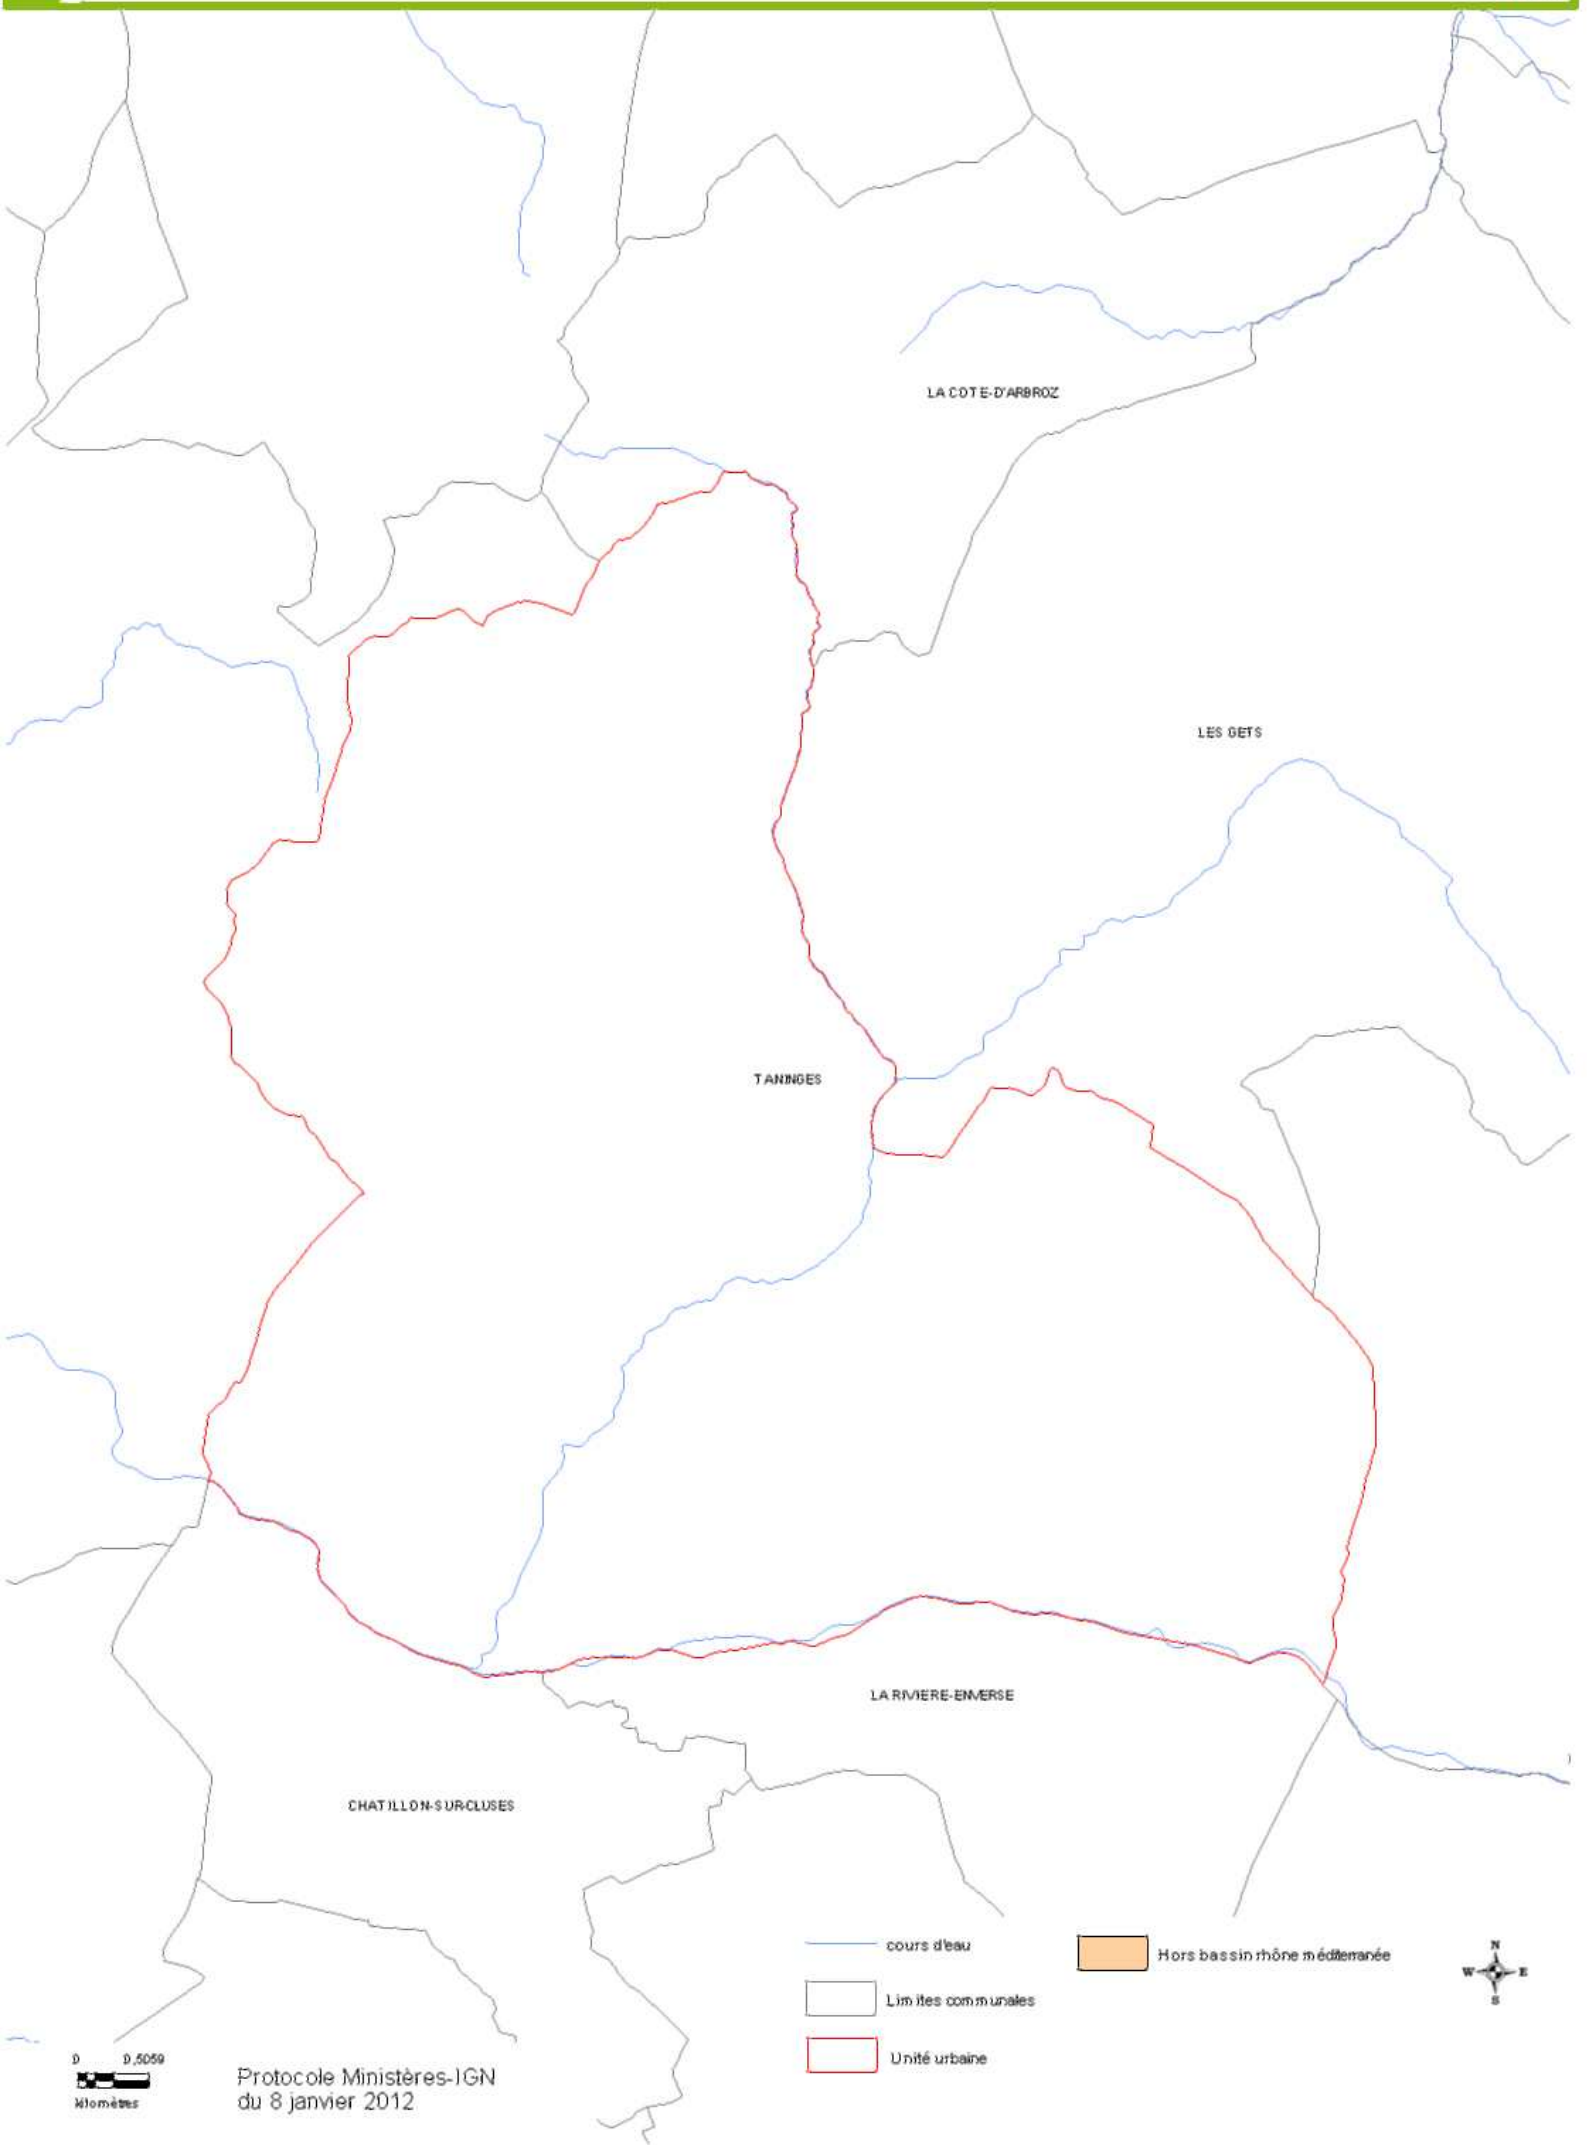 LA COTE-D'ARBROZ
LES GETS
TANINGES
LA RIVIERE-ENVERSE
CHATILLON-SUR-CLUSES
cours d'eau
Hors bassin rhône méditerranée
Limites communales
Unité urbaine
N
W E
S
0 0,5059
kilomètres
Protocole Ministères-IGN
du 8 janvier 2012